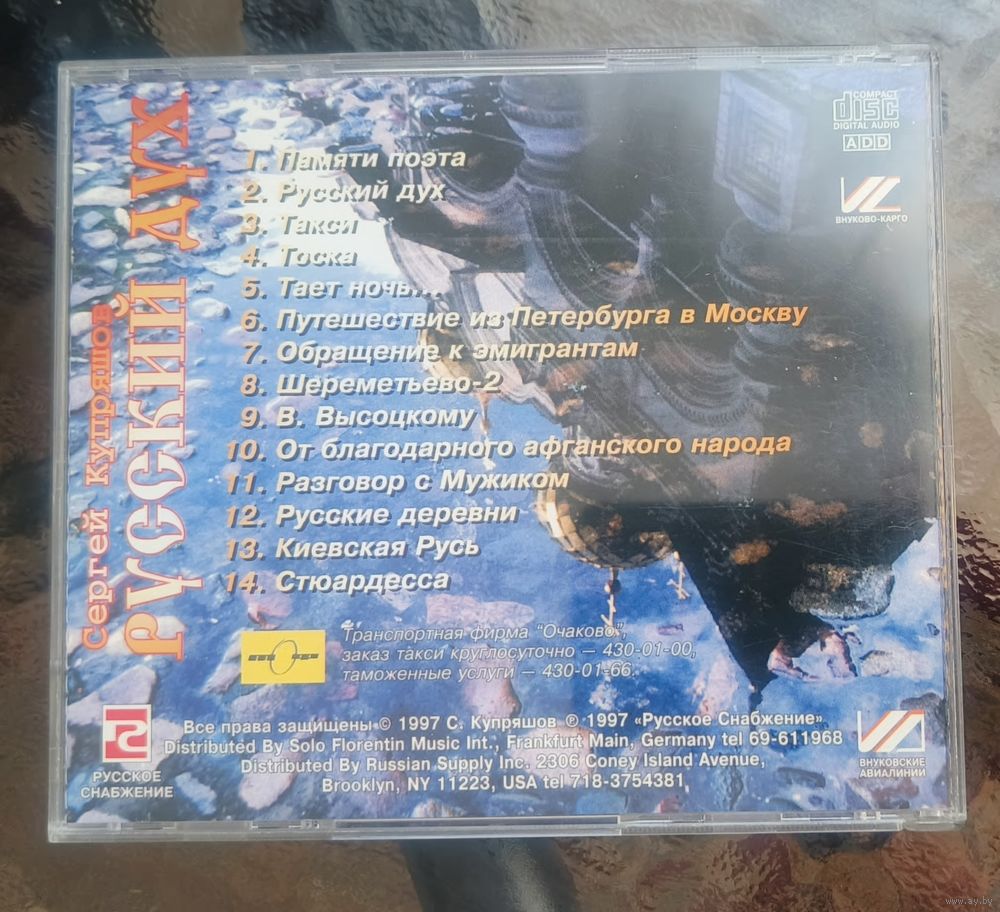 Сергей Кудряшов
РУССКИЙ ДУХ
COMPACT
disc
DIGITAL AUDIO
ADD
ВНУКОВО-КАРГО
1. Памяти поэта
2. Русский дух
3. Такси
4. Тоска
5. Тает ночь...
6. Путешествие из Петербурга в Москву
7. Обращение к эмигрантам
8. Шереметьево-2
9. В. Высоцкому
10. От благодарного афганского народа
11. Разговор с Мужиком
12. Русские деревни
13. Киевская Русь
14. Стюардесса
Транспортная фирма "Очаково",
заказ такси круглосуточно – 430-01-00,
таможенные услуги – 430-01-66.
Все права защищены © 1997 С. Купряшов ℗ 1997 «Русское Снабжение»
Distributed By Solo Florentin Music Int., Frankfurt Main, Germany tel 69-611968
Distributed By Russian Supply Inc. 2306 Coney Island Avenue,
Brooklyn, NY 11223, USA tel 718-3754381
РУССКОЕ
СНАБЖЕНИЕ
ВНУКОВСКИЕ
АВИАЛИНИИ
www.ay.by